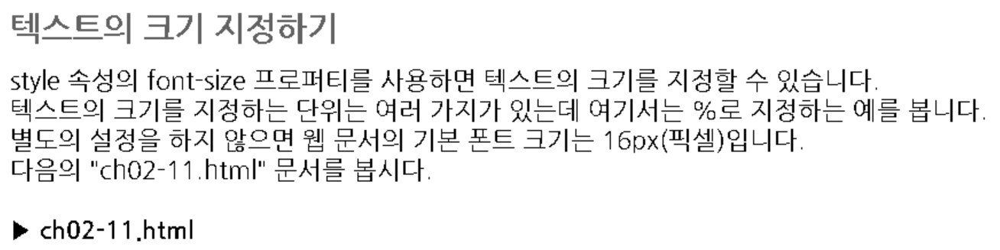 텍스트의 크기 지정하기
style 속성의 font-size 프로퍼티를 사용하면 텍스트의 크기를 지정할 수 있습니다.
텍스트의 크기를 지정하는 단위는 여러 가지가 있는데 여기서는 %로 지정하는 예를 봅니다.
별도의 설정을 하지 않으면 웹 문서의 기본 폰트 크기는 16px(픽셀)입니다.
다음의 "ch02-11.html" 문서를 봅시다.
▶ ch02-11.html